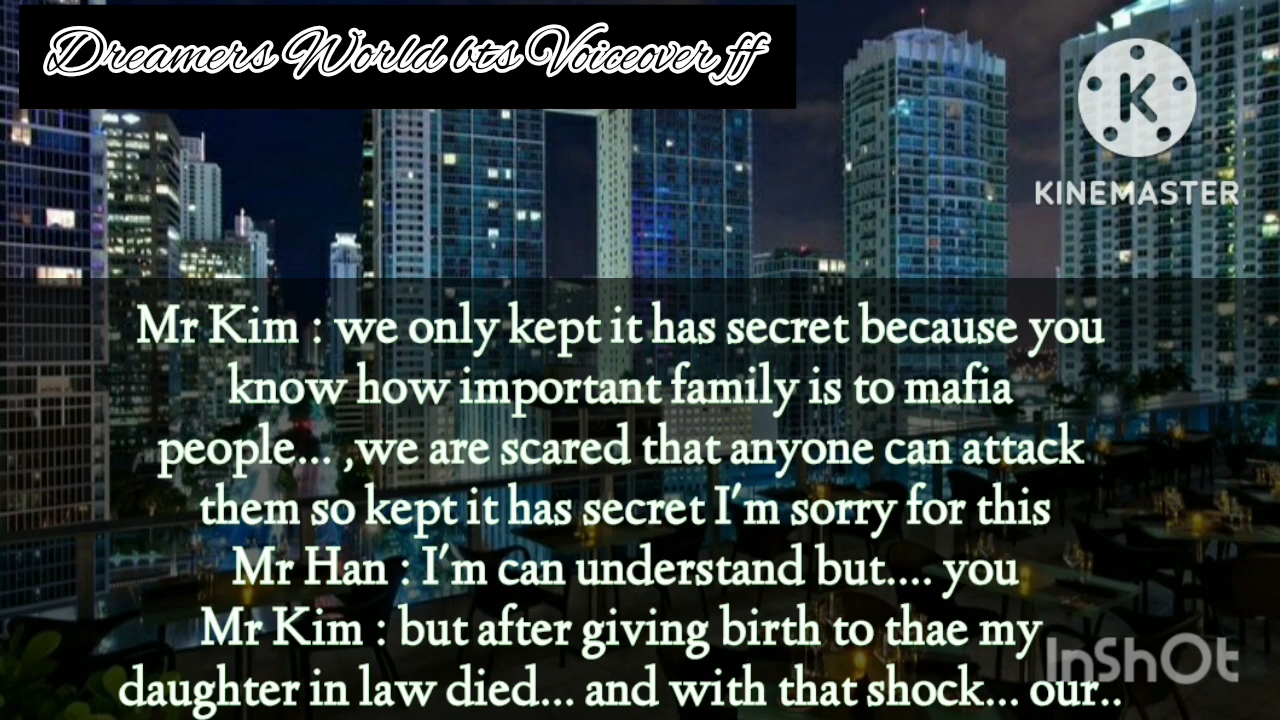 Dreamers World bts Voiceover ff
K
KINEMASTER
Mr Kim : we only kept it has secret because you
know how important family is to mafia
people... ,we are scared that anyone can attack
them so kept it has secret I'm sorry for this
Mr Han : I'm can understand but.... you
Mr Kim : but after giving birth to thae my
daughter in law died... and with that shock... our..
InShOt